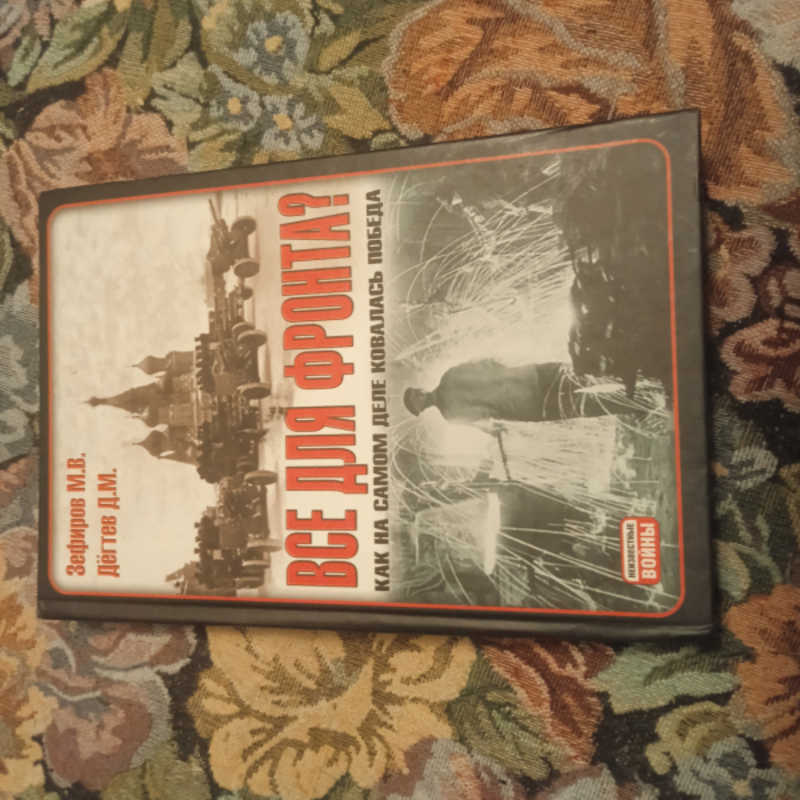 Зефиров М.В.
Дёгтев Д.М.
ВСЕ ДЛЯ ФРОНТА?
КАК НА САМОМ ДЕЛЕ КОВАЛАСЬ ПОБЕДА
НЕИЗВЕСТНЫЕ
ВОЙНЫ